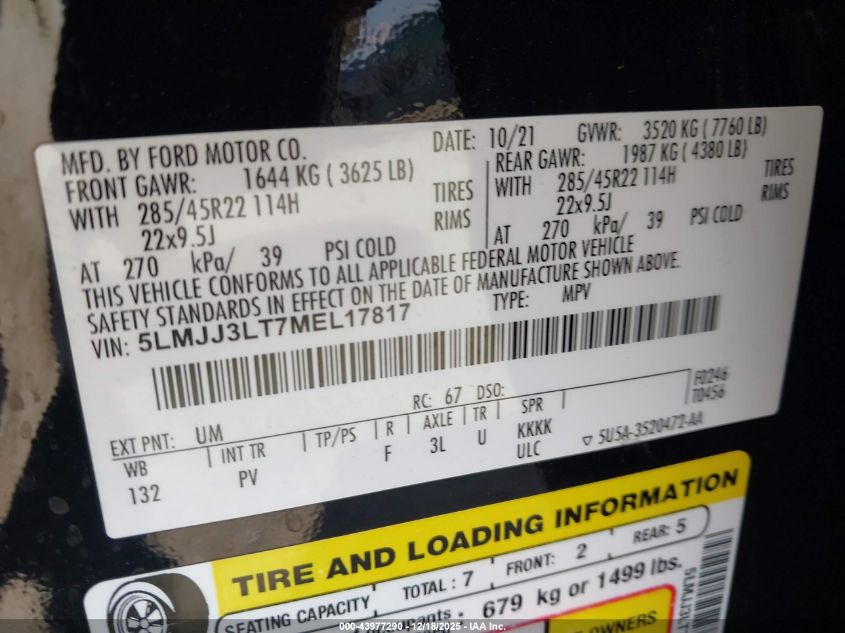 MFD. BY FORD MOTOR CO.
DATE: 10/21 GVWR: 3520 KG ( 7760 LB)
FRONT GAWR: 1644 KG ( 3625 LB)
REAR GAWR: 1987 KG ( 4380 LB)
WITH 285/45R22 114H TIRES
WITH 285/45R22 114H TIRES
22x9.5J RIMS
22x9.5J RIMS
AT 270 kPa/ 39 PSI COLD
AT 270 kPa/ 39 PSI COLD
THIS VEHICLE CONFORMS TO ALL APPLICABLE FEDERAL MOTOR VEHICLE
SAFETY STANDARDS IN EFFECT ON THE DATE OF MANUFACTURE SHOWN ABOVE.
VIN: 5LMJJ3LT7MEL17817 TYPE: MPV
F0246
T0456
EXT PNT: UM RC: 67 DSO:
WB INT TR TP/PS R AXLE TR SPR
132 PV F 3L U KKKK
ULC
5U5A-3520472-AA
TIRE AND LOADING INFORMATION
SEATING CAPACITY TOTAL : 7 FRONT: 2 REAR: 5
679 kg or 1499 lbs.
OWNERS
5LMJJ3LT
000-43977290 - 12/18/2025 - IAA Inc.